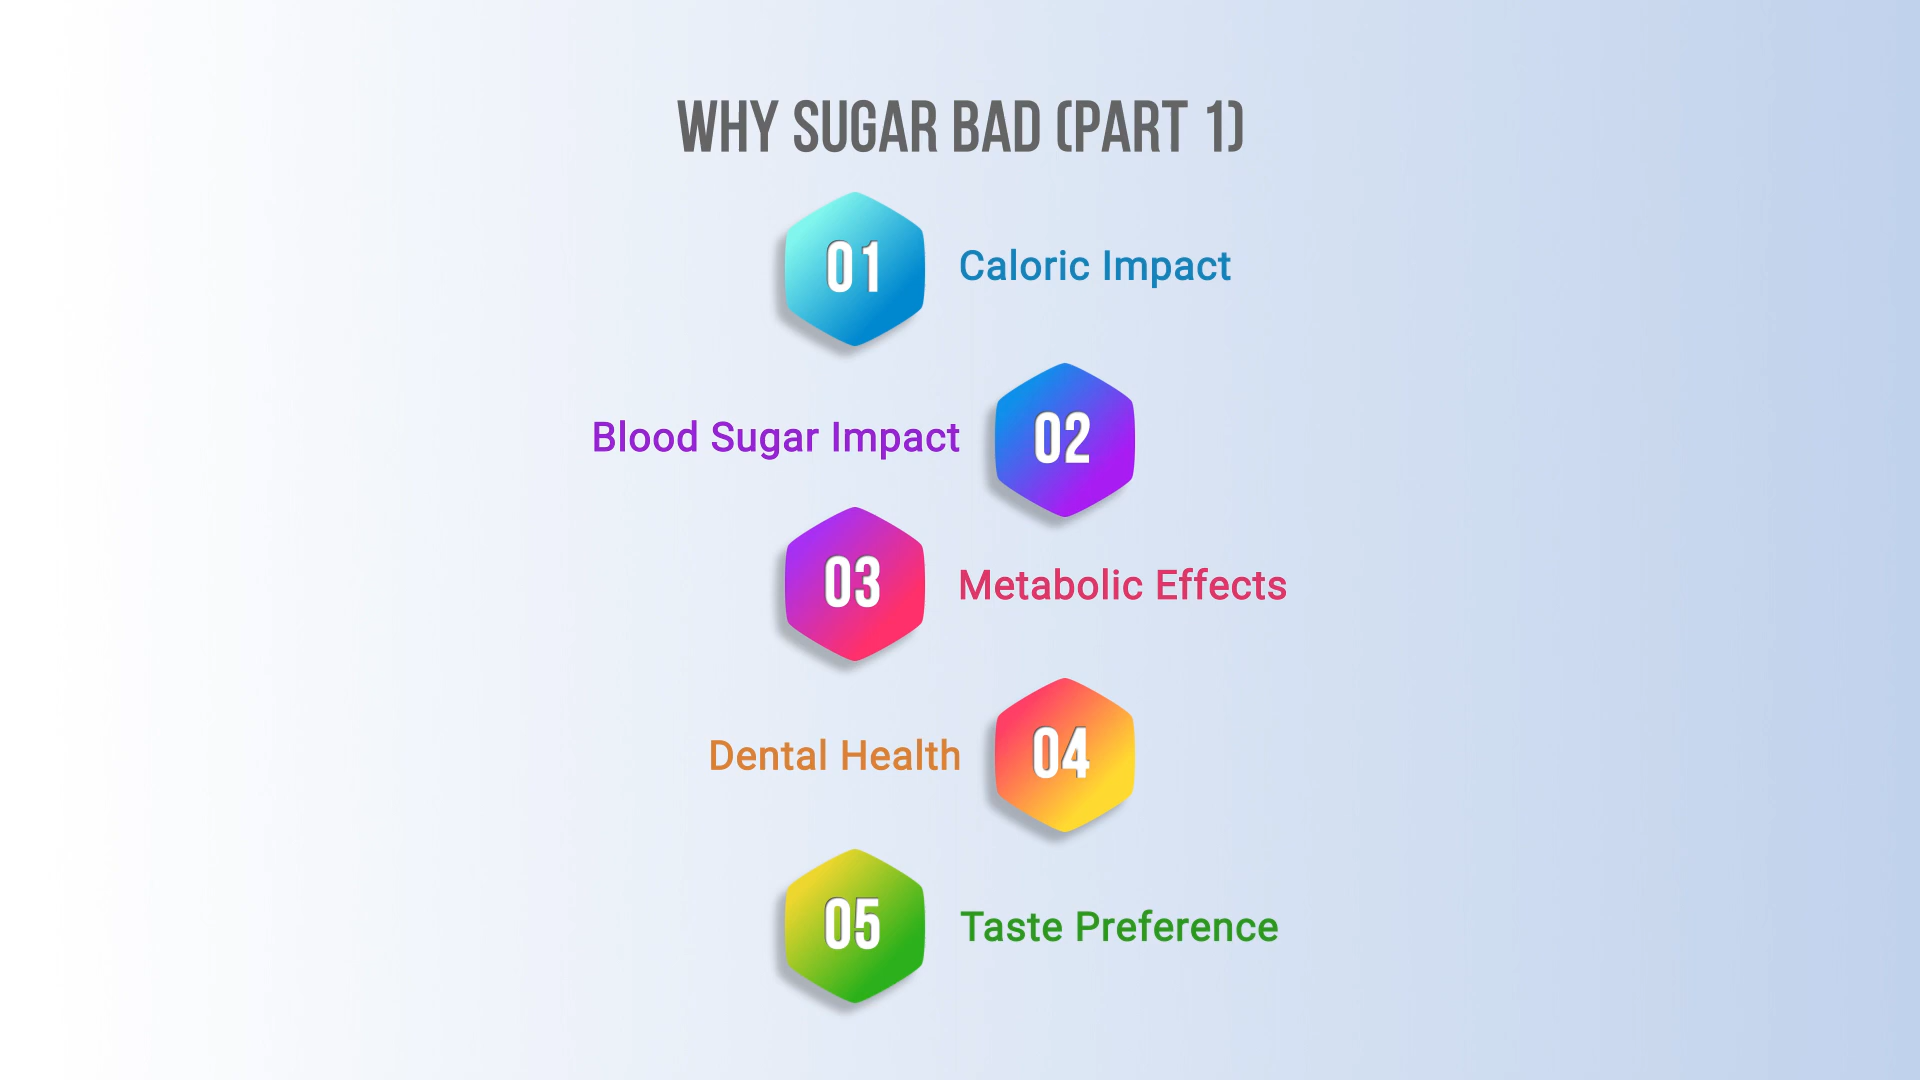 WHY SUGAR BAD (PART 1)
01 Caloric Impact
Blood Sugar Impact 02
03 Metabolic Effects
Dental Health 04
05 Taste Preference